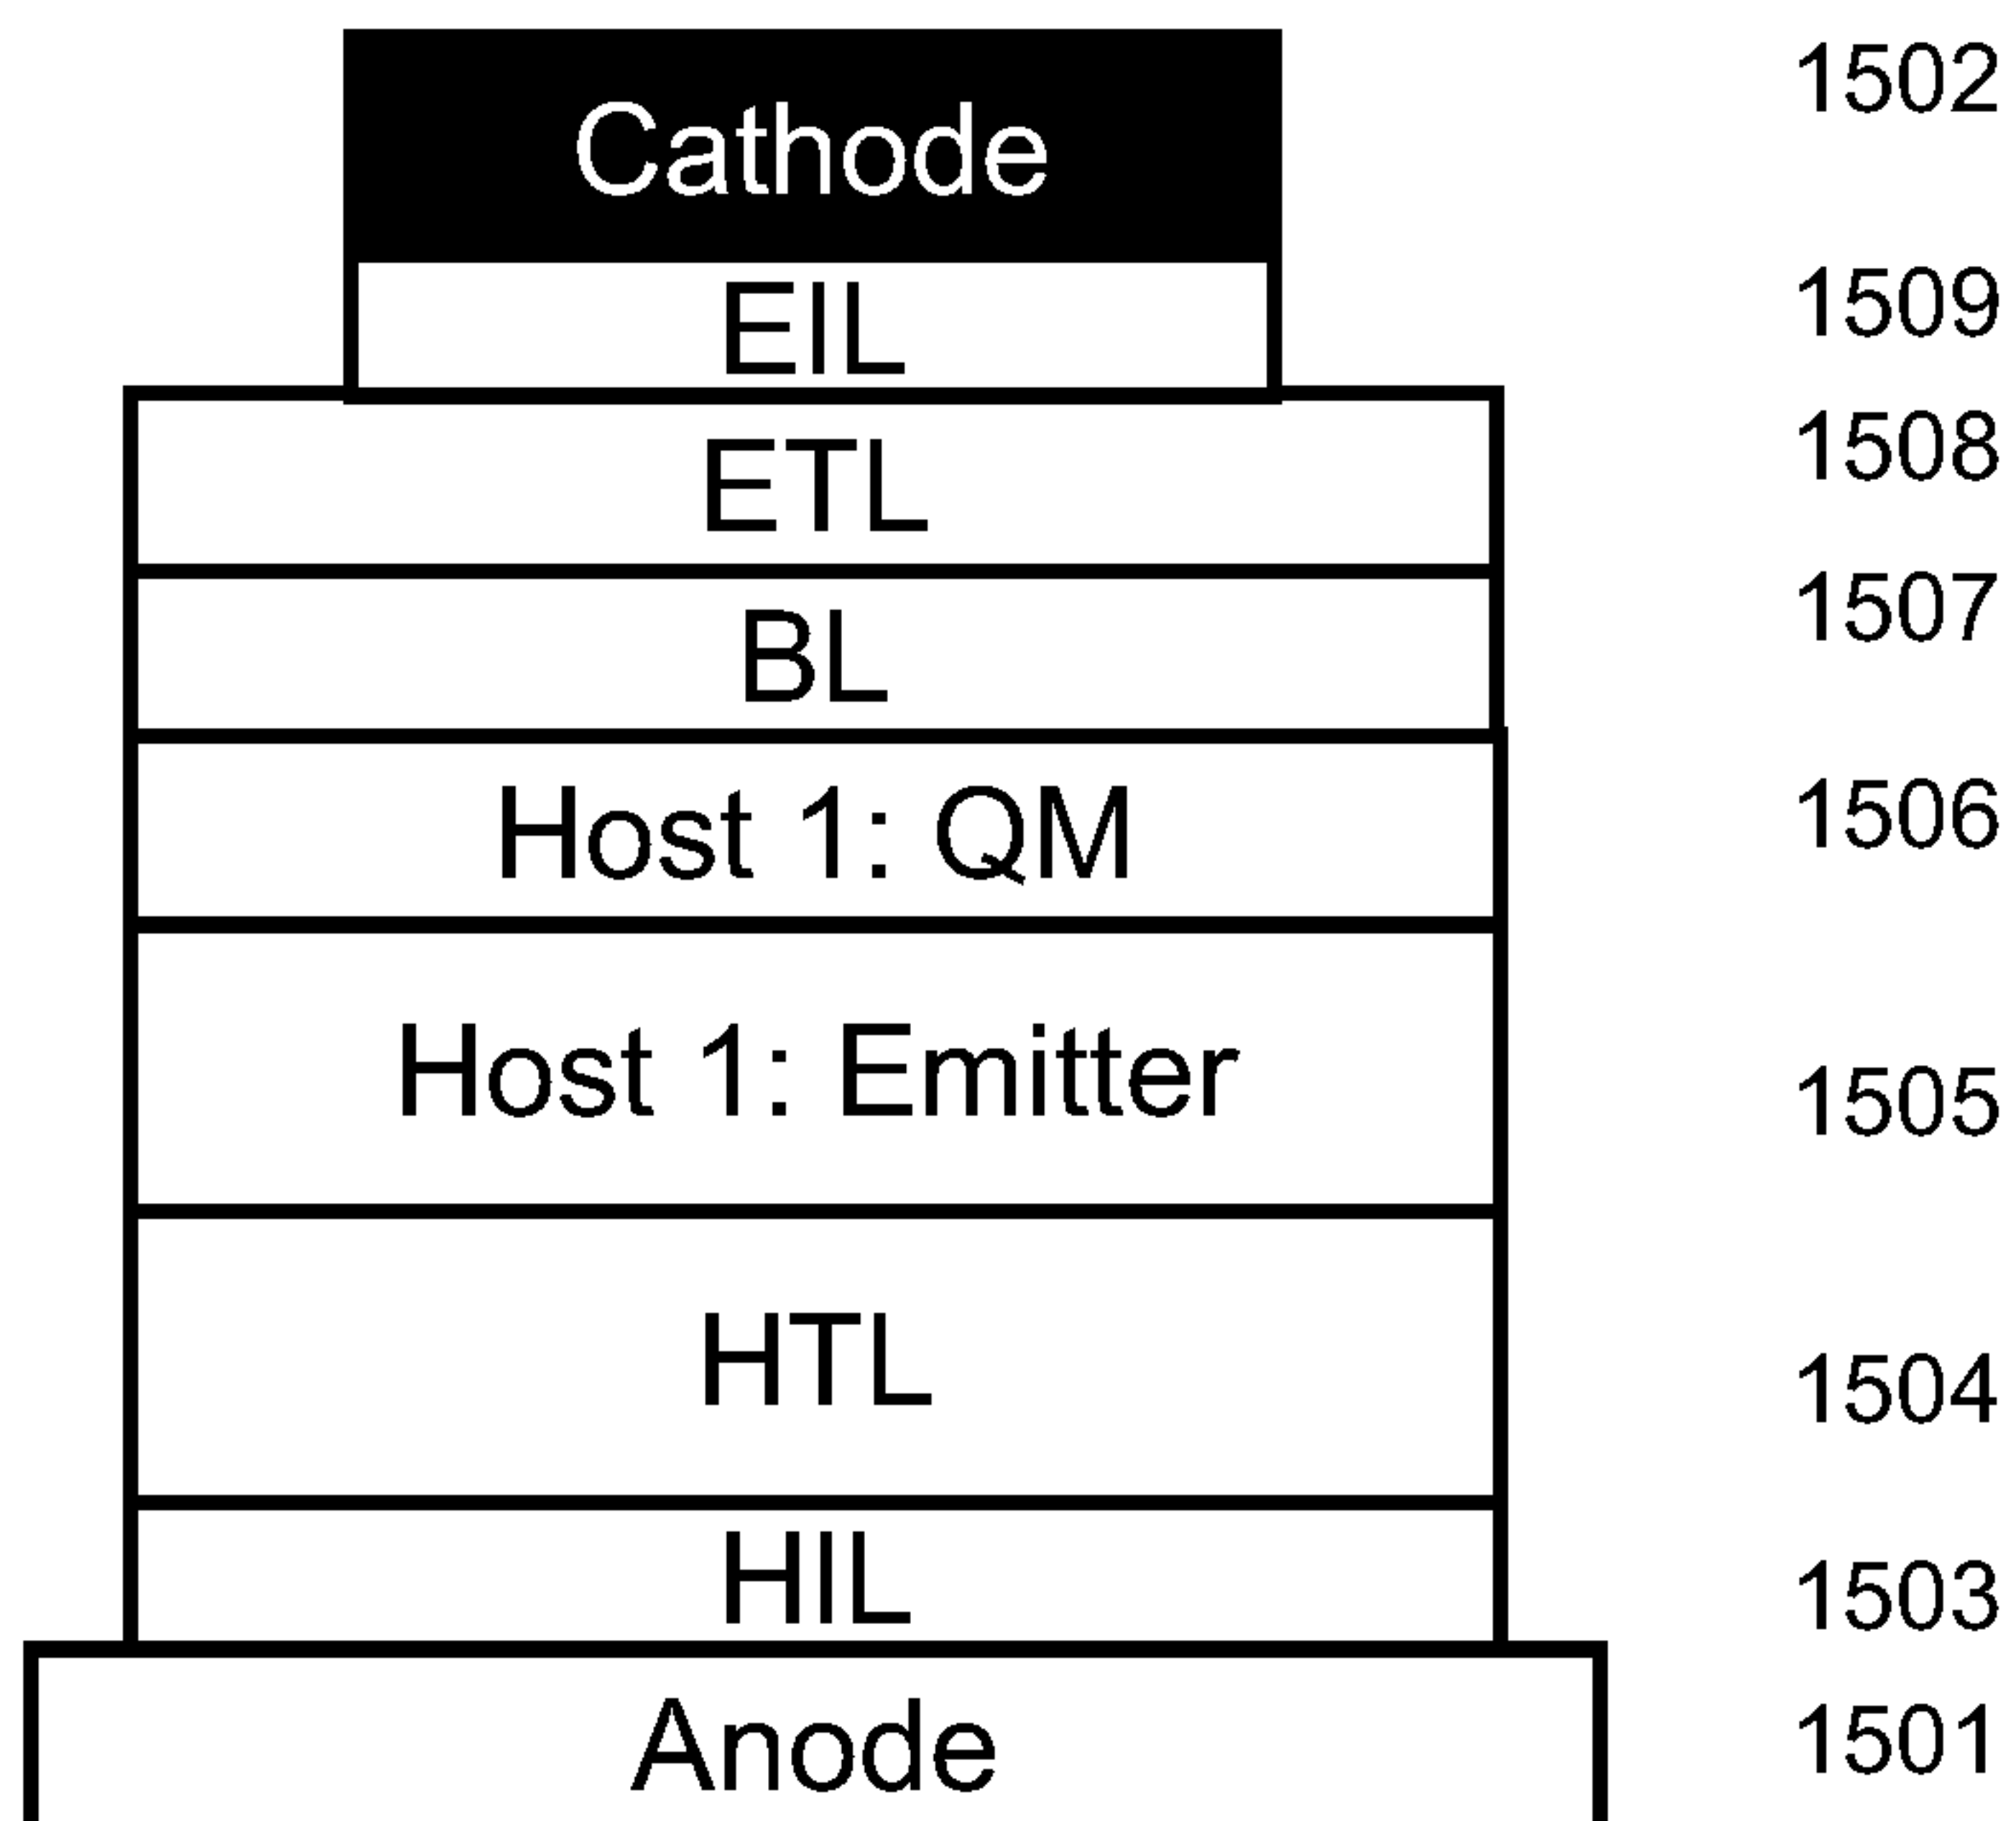 Cathode 1502
EIL 1509
ETL 1508
BL 1507
Host 1: QM 1506
Host 1: Emitter 1505
HTL 1504
HIL 1503
Anode 1501